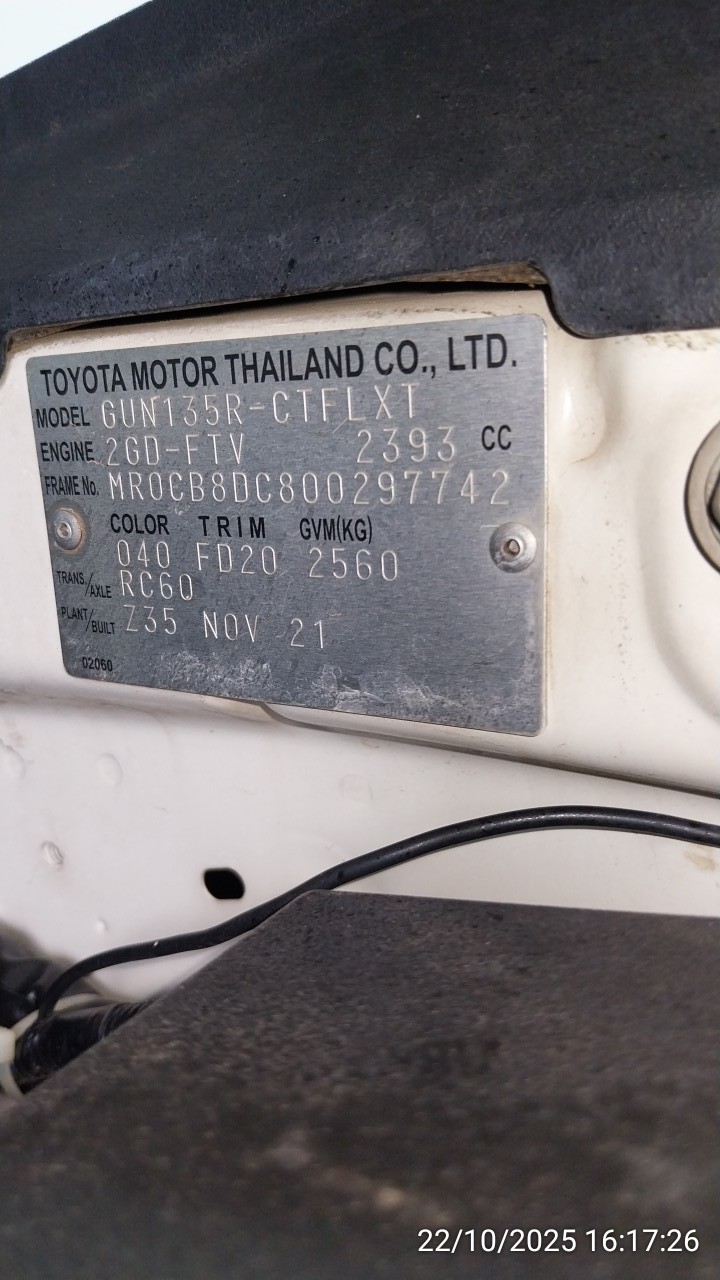 TOYOTA MOTOR THAILAND CO., LTD.
MODEL GUN135R-CTFLXT
ENGINE 2GD-FTV 2393 CC
FRAME No. MR0CB8DC800297742
COLOR TRIM GVM(KG)
040 FD20 2560
TRANS./AXLE RC60
PLANT/BUILT Z35 NOV 21
02060
22/10/2025 16:17:26